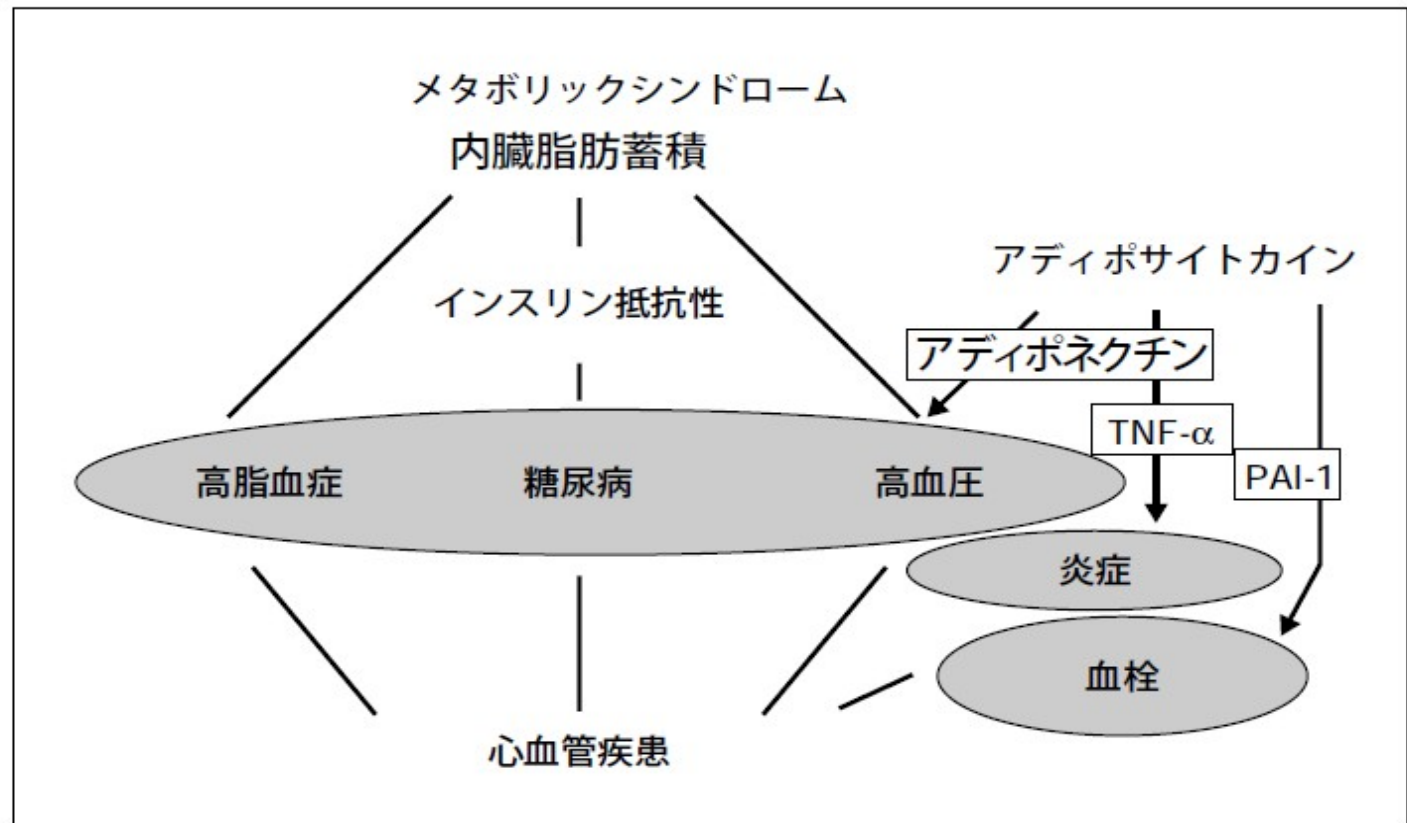 メタボリックシンドローム
内臓脂肪蓄積
アディポサイトカイン
インスリン抵抗性
アディポネクチン
TNF-α
高脂血症 糖尿病 高血圧
PAI-1
炎症
血栓
心血管疾患